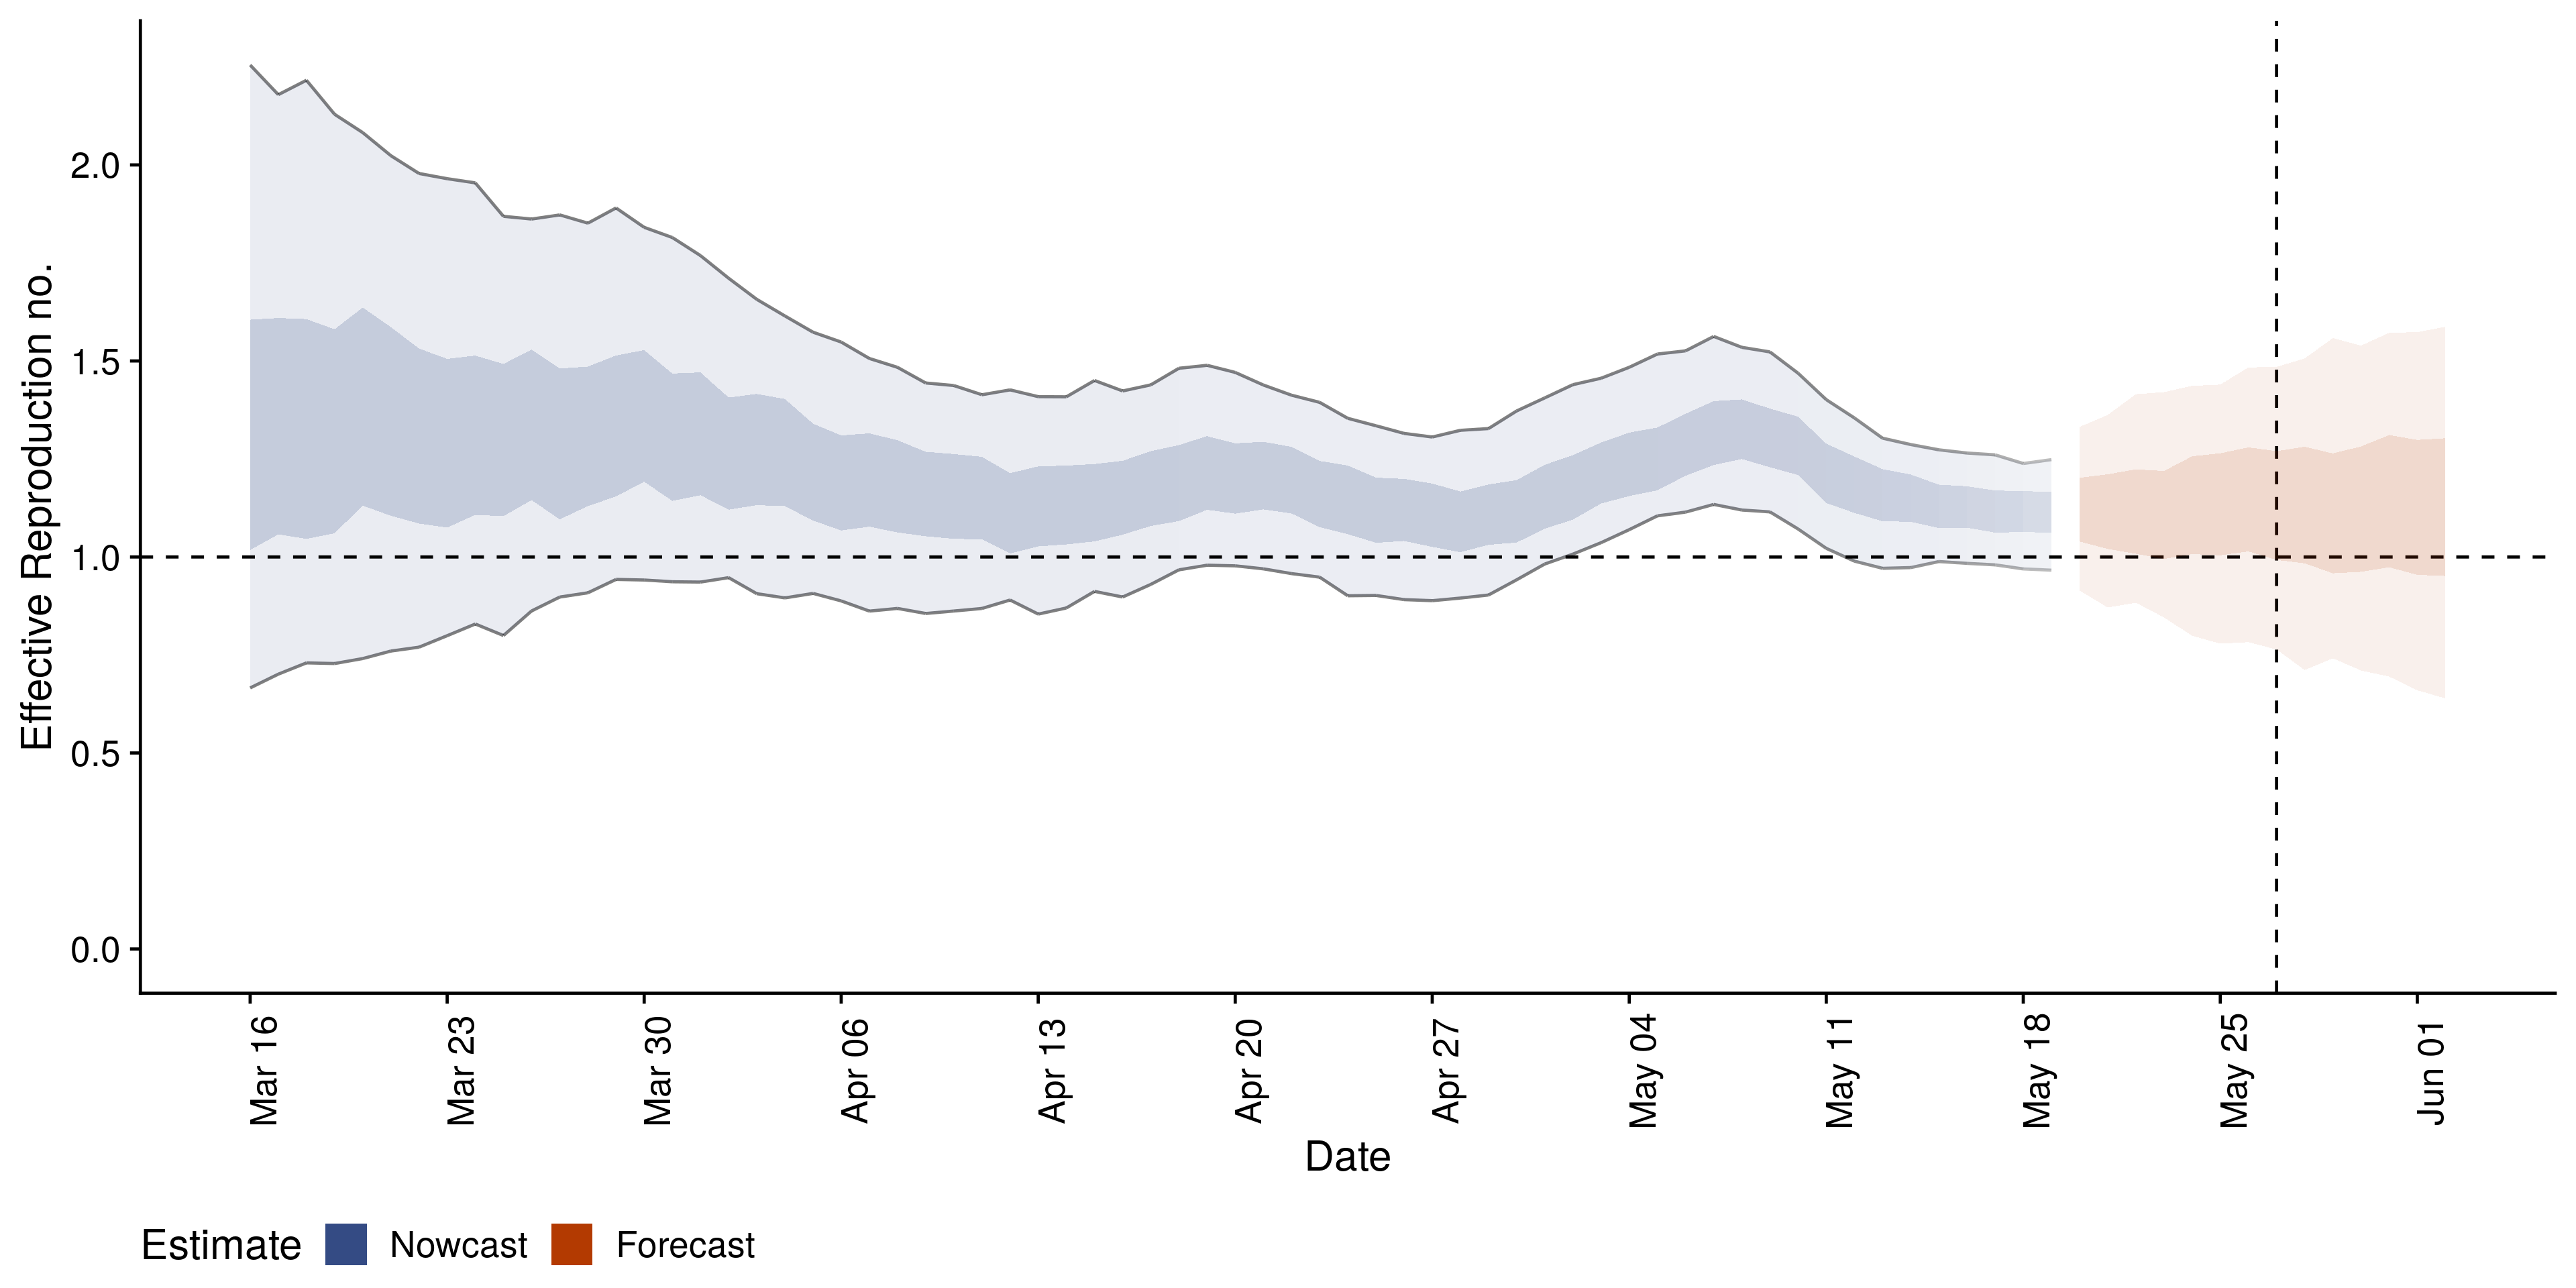 Effective Reproduction no.
2.0
1.5
1.0
0.5
0.0
Mar 16
Mar 23
Mar 30
Apr 06
Apr 13
Apr 20
Apr 27
May 04
May 11
May 18
May 25
Jun 01
Date
Estimate Nowcast Forecast